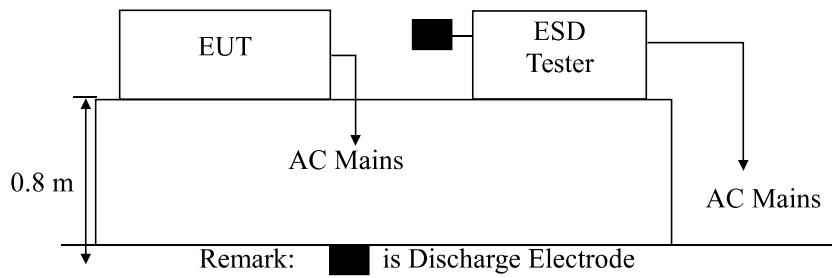 EUT
ESD
Tester
AC Mains
0.8 m
AC Mains
Remark: is Discharge Electrode